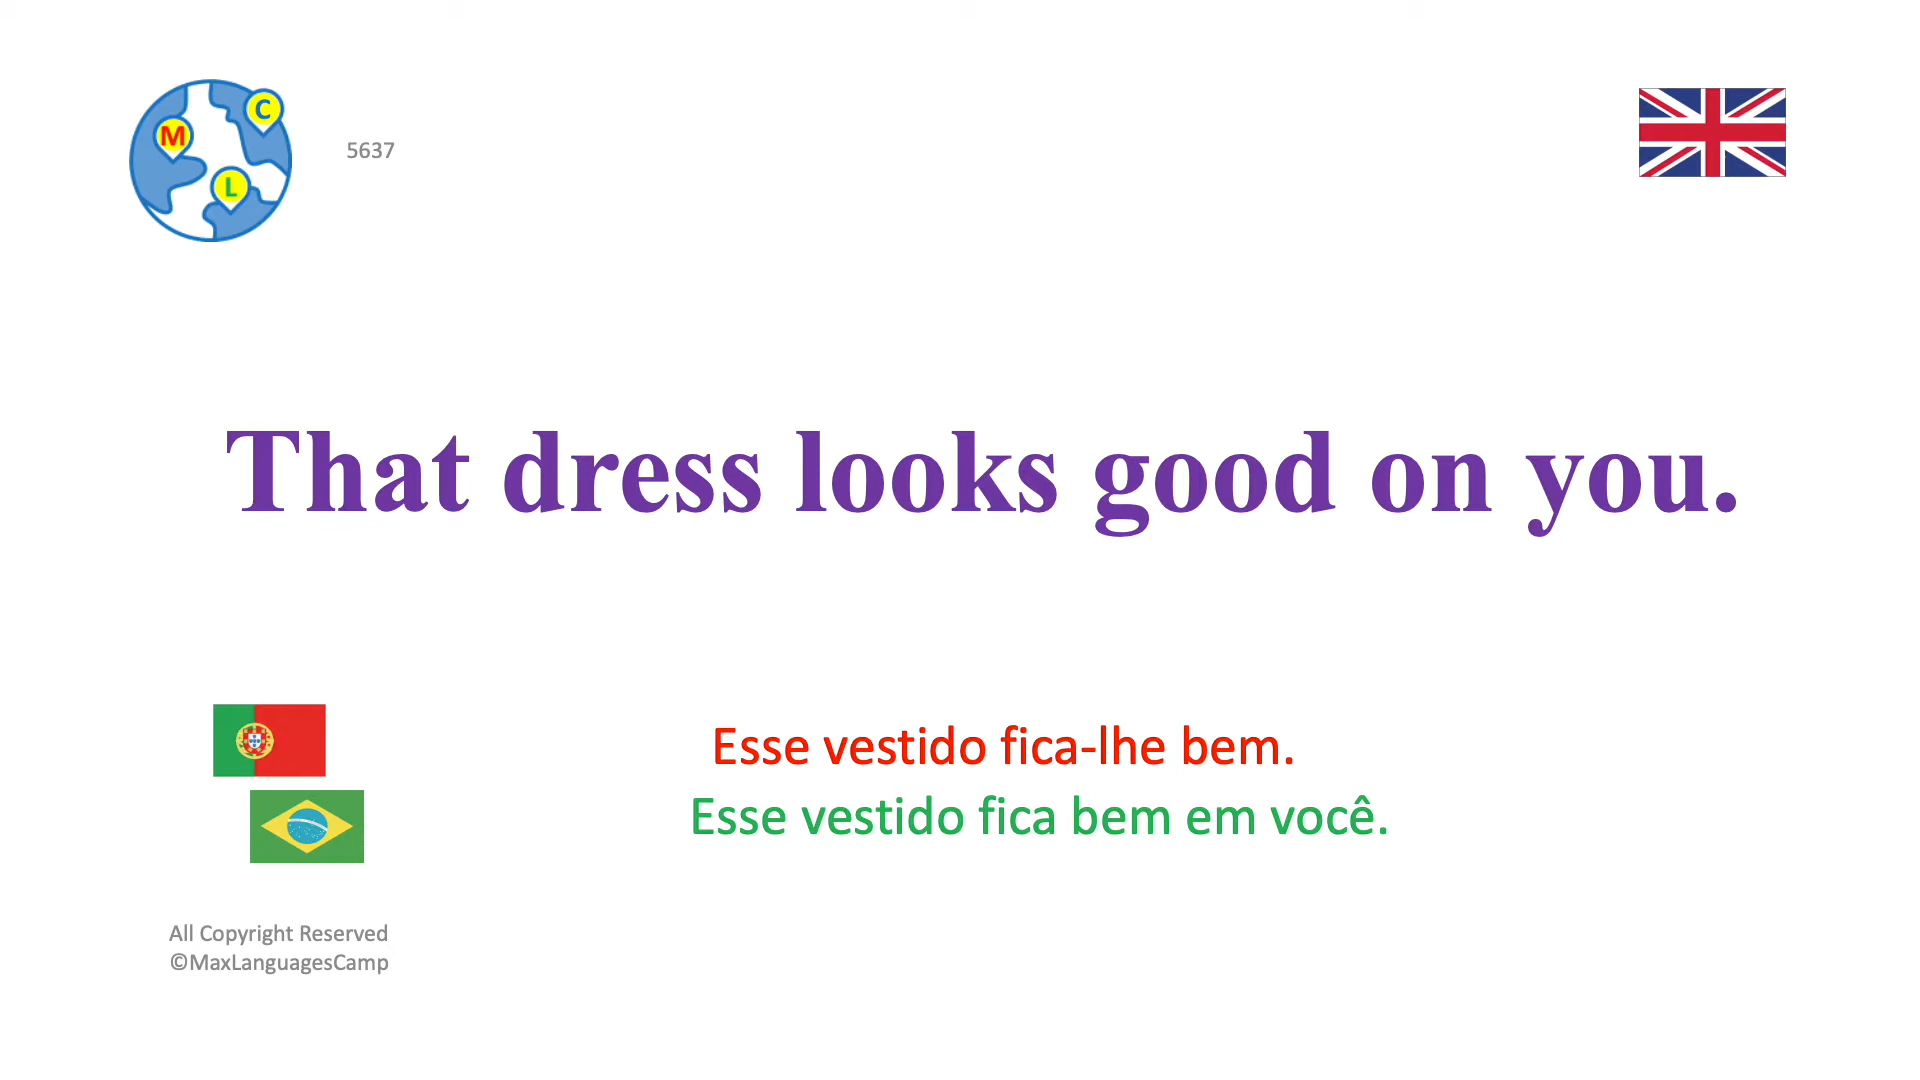 M
C
L
5637
That dress looks good on you.
Esse vestido fica-lhe bem.
Esse vestido fica bem em você.
All Copyright Reserved
©MaxLanguagesCamp